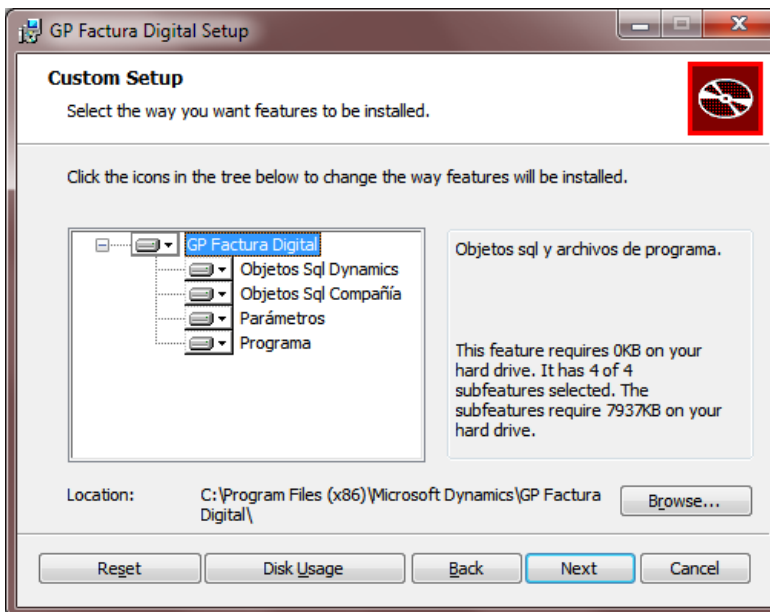 GP Factura Digital Setup
Custom Setup
Select the way you want features to be installed.
Click the icons in the tree below to change the way features will be installed.
GP Factura Digital
Objetos Sql Dynamics
Objetos Sql Compañía
Parámetros
Programa
Objetos sql y archivos de programa.
This feature requires 0KB on your
hard drive. It has 4 of 4
subfeatures selected. The
subfeatures require 7937KB on your
hard drive.
Location:
C:\Program Files (x86)\Microsoft Dynamics\GP Factura
Digital\
Browse...
Reset
Disk Usage
Back
Next
Cancel